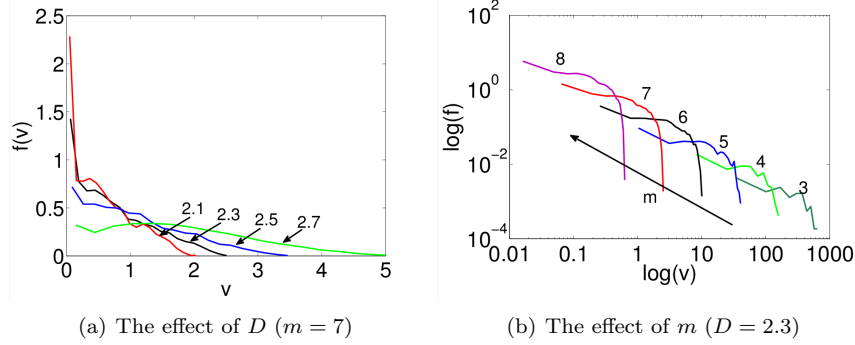 2.5
2
1.5
1
0.5
0
f(v)
2.1
2.3
2.5
2.7
0 1 2 3 4 5
v
(a) The effect of D (m = 7)
10^2
10^0
10^−2
10^−4
log(f)
8
7
6
5
4
3
m
0.01 0.1 1 10 100 1000
log(v)
(b) The effect of m (D = 2.3)